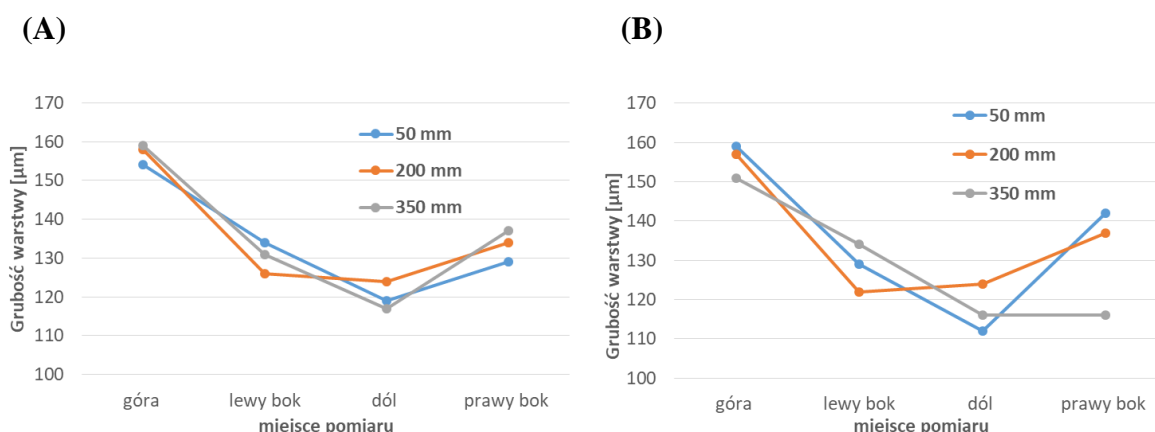 (A)
Grubość warstwy [µm]
170
160
150
140
130
120
110
100
50 mm
200 mm
350 mm
góra
lewy bok
dól
prawy bok
miejsce pomiaru
(B)
Grubość warstwy [µm]
170
160
150
140
130
120
110
100
50 mm
200 mm
350 mm
góra
lewy bok
dól
prawy bok
miejsce pomiaru